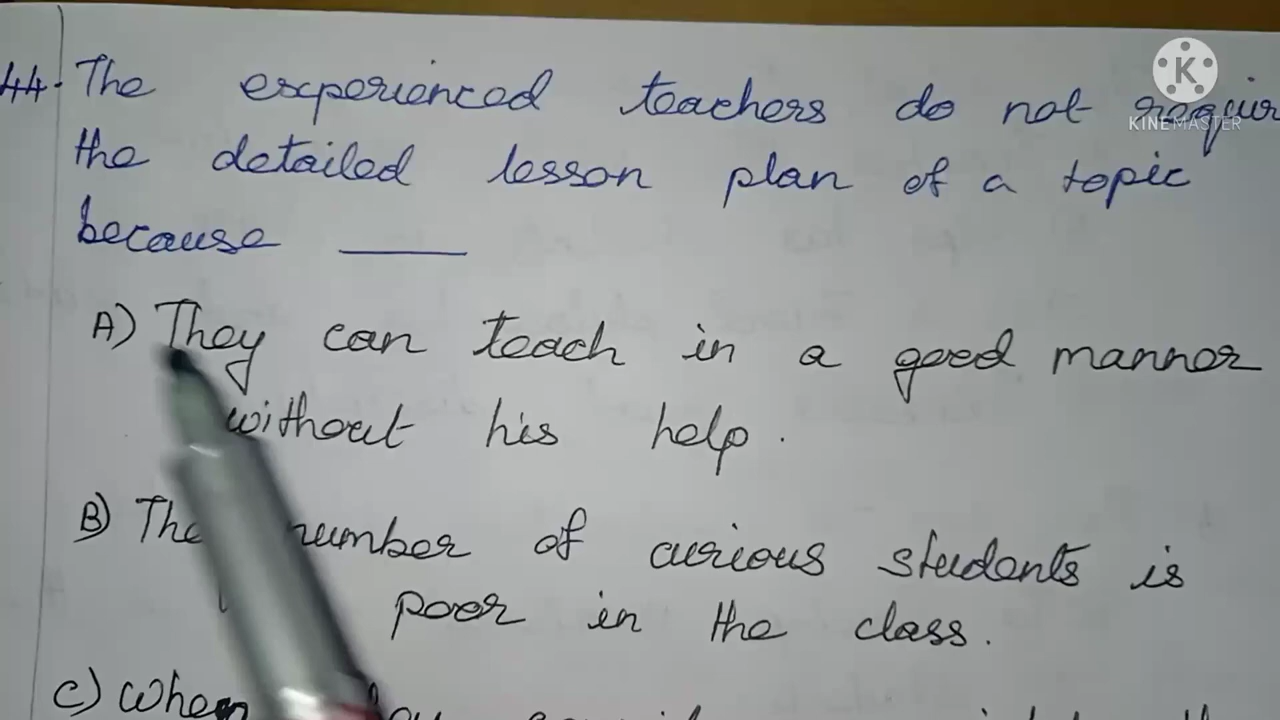 44. The experienced teachers do not requir
the detailed lesson plan of a topic
because ____
A) They can teach in a good manner
without his help.
B) The number of curious students is
poor in the class.
C) When
K
KINEMASTER